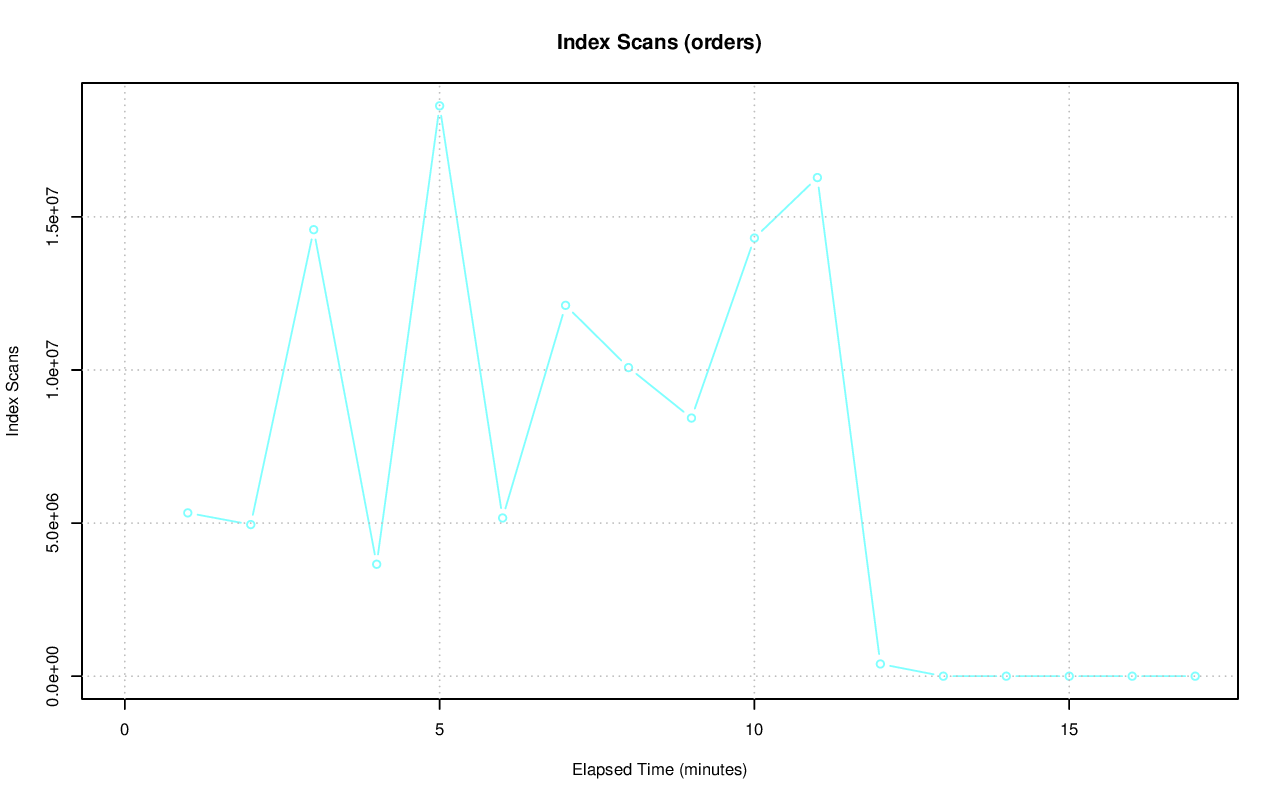 Index Scans (orders)
Index Scans
1.5e+07
1.0e+07
5.0e+06
0.0e+00
0 5 10 15
Elapsed Time (minutes)